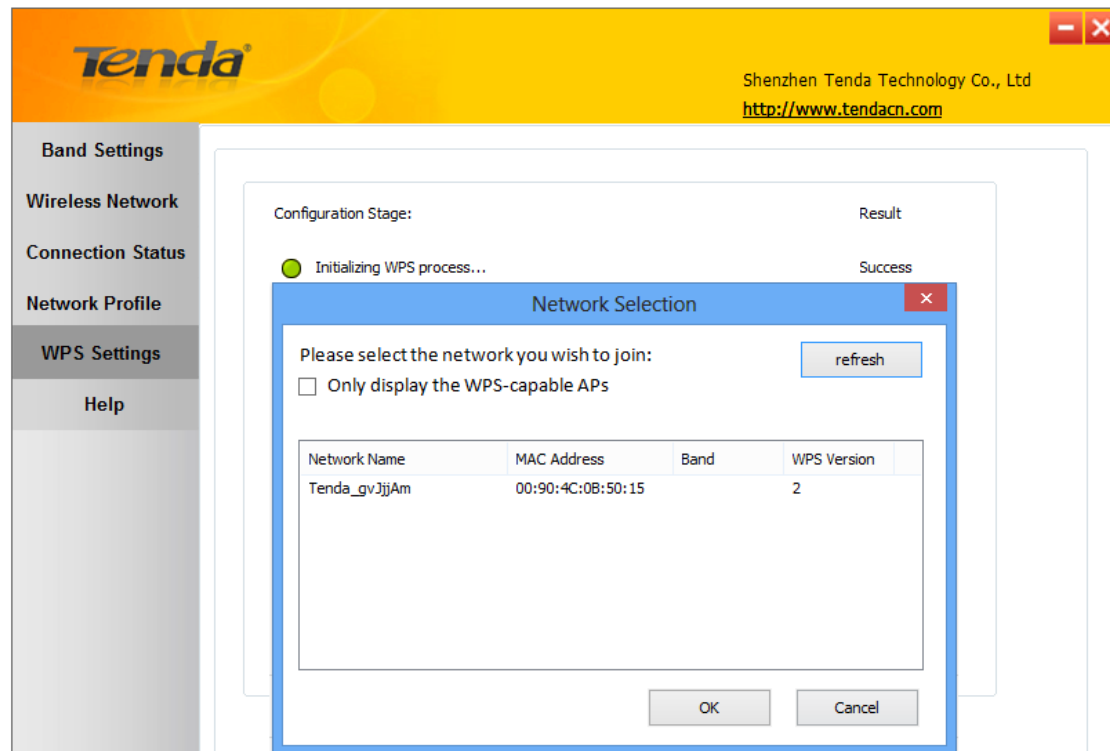 Tenda®
Shenzhen Tenda Technology Co., Ltd
http://www.tendacn.com
Band Settings
Wireless Network
Connection Status
Network Profile
WPS Settings
Help
Configuration Stage: Result
Initializing WPS process... Success
Network Selection
Please select the network you wish to join:
refresh
Only display the WPS-capable APs
Network Name MAC Address Band WPS Version
Tenda_gvJjjAm 00:90:4C:0B:50:15 2
OK Cancel